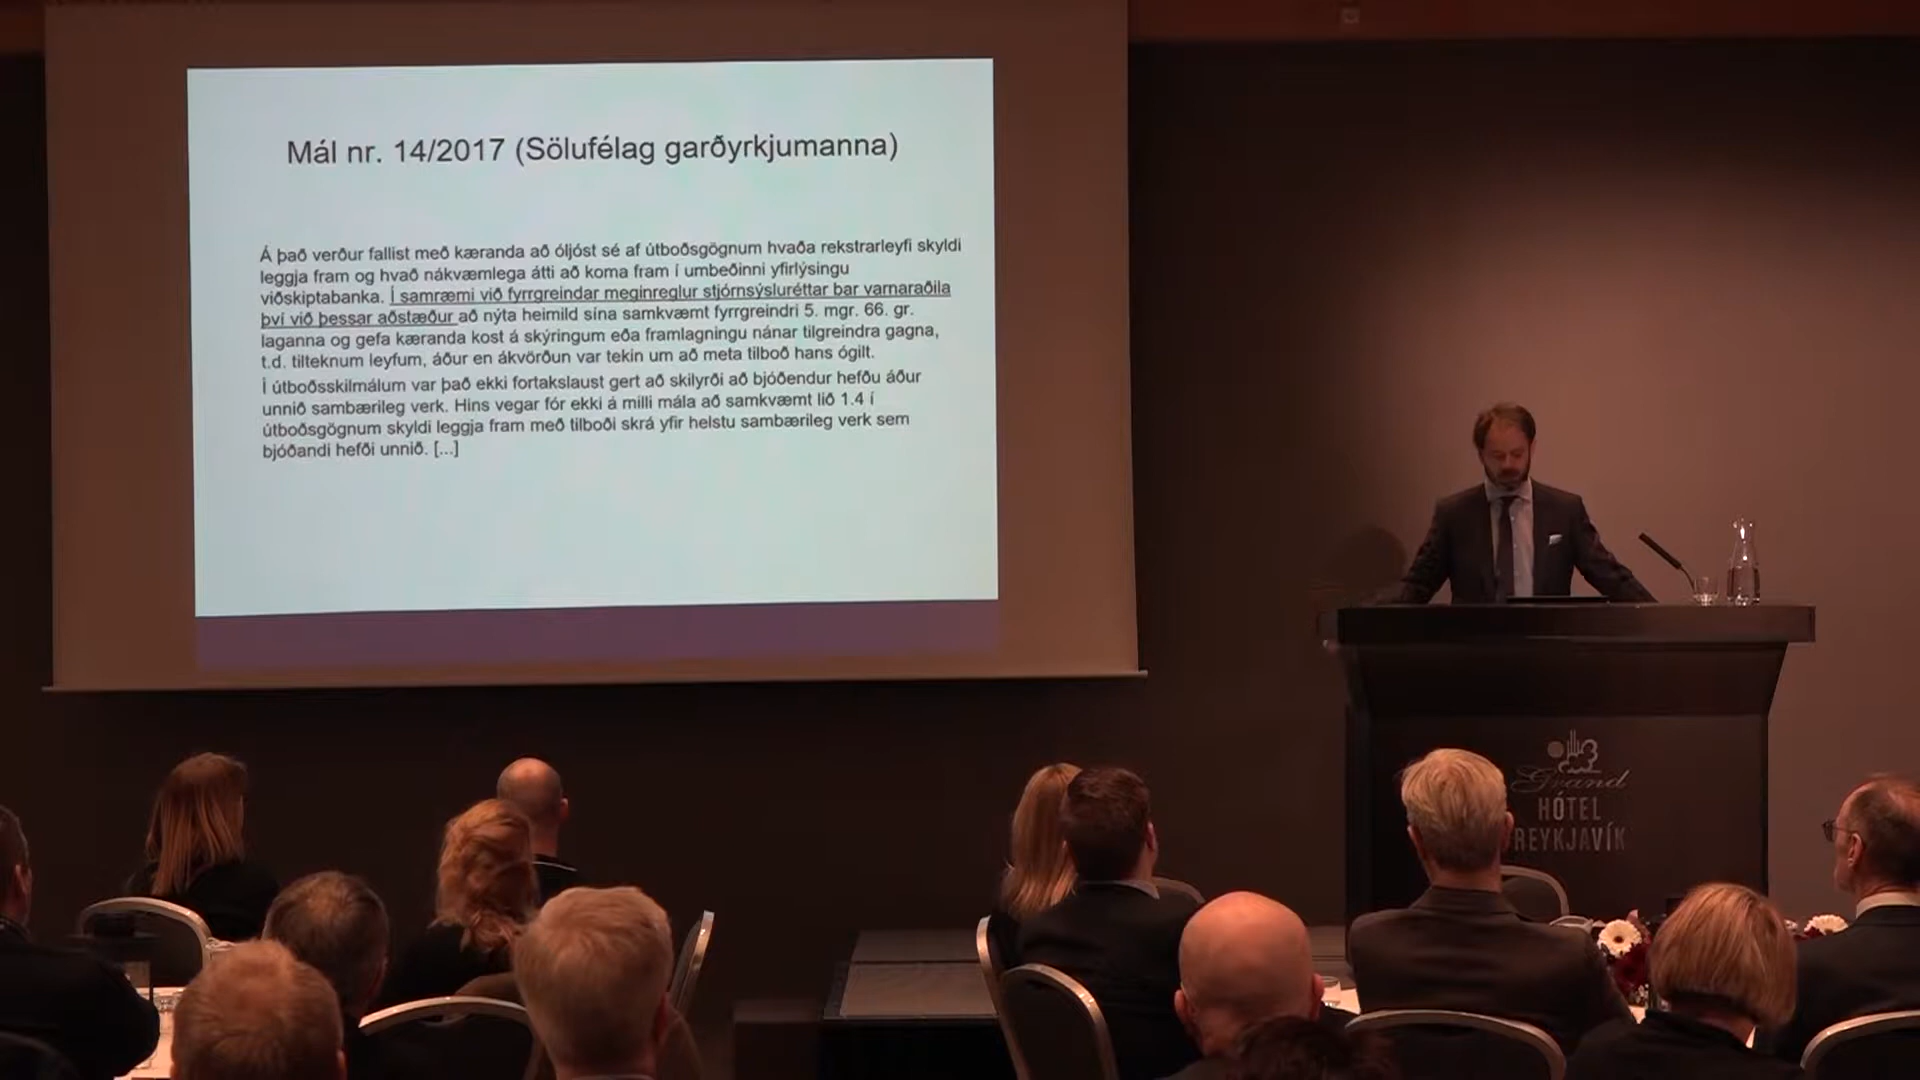 Mál nr. 14/2017 (Sölufélag garðyrkjumanna)
Á það verður fallist með kæranda að óljóst sé af útboðsgögnum hvaða rekstrarleyfi skyldi
leggja fram og hvað nákvæmlega átti að koma fram í umbeðinni yfirlýsingu
viðskiptabanka. Í samræmi við fyrrgreindar meginreglur stjórnsýsluréttar bar varnaraðila
því við þessar aðstæður að nýta heimild sína samkvæmt fyrrgreindri 5. mgr. 66. gr.
laganna og gefa kæranda kost á skýringum eða framlagningu nánar tilgreindra gagna,
t.d. tilteknum leyfum, áður en ákvörðun var tekin um að meta tilboð hans ógilt.
Í útboðsskilmálum var það ekki fortakslaust gert að skilyrði að bjóðendur hefðu áður
unnið sambærileg verk. Hins vegar fór ekki á milli mála að samkvæmt lið 1.4 í
útboðsgögnum skyldi leggja fram með tilboði skrá yfir helstu sambærileg verk sem
bjóðandi hefði unnið. [...]
Grand
HÓTEL
REYKJAVÍK